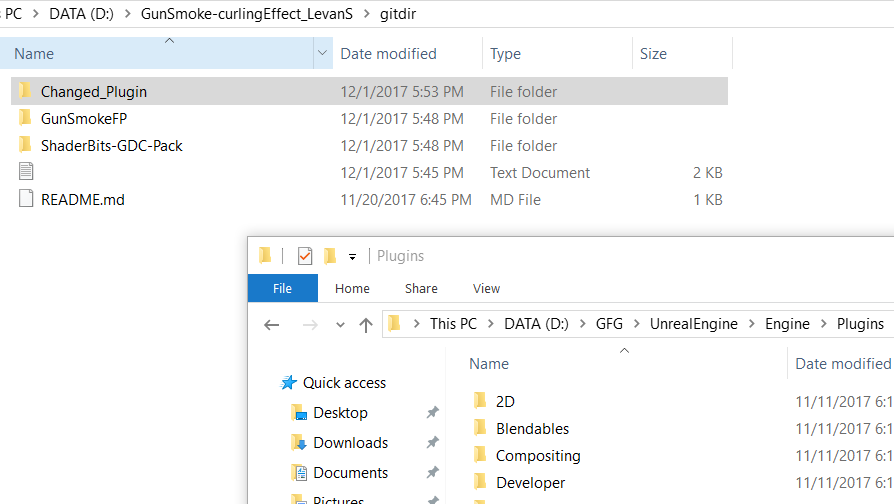 PC > DATA (D:) > GunSmoke-curlingEffect_LevanS > gitdir
Name Date modified Type Size
Changed_Plugin 12/1/2017 5:53 PM File folder
GunSmokeFP 12/1/2017 5:48 PM File folder
ShaderBits-GDC-Pack 12/1/2017 5:48 PM File folder
12/1/2017 5:45 PM Text Document 2 KB
README.md 11/20/2017 6:45 PM MD File 1 KB
Plugins
File Home Share View
This PC > DATA (D:) > GFG > UnrealEngine > Engine > Plugins
Name Date modified
Quick access
2D 11/11/2017 6:1
Desktop
Blendables 11/11/2017 6:1
Downloads
Compositing 11/11/2017 6:1
Documents
Developer 11/11/2017 6:1
Pictures